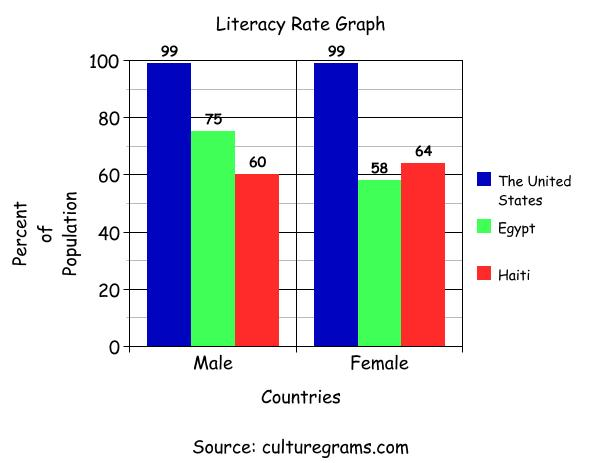 Literacy Rate Graph
99
99
100
75
80
64
60
58
60
The United
States
Egypt
Haiti
Percent
of
Population
40
20
0
Male
Female
Countries
Source: culturegrams.com